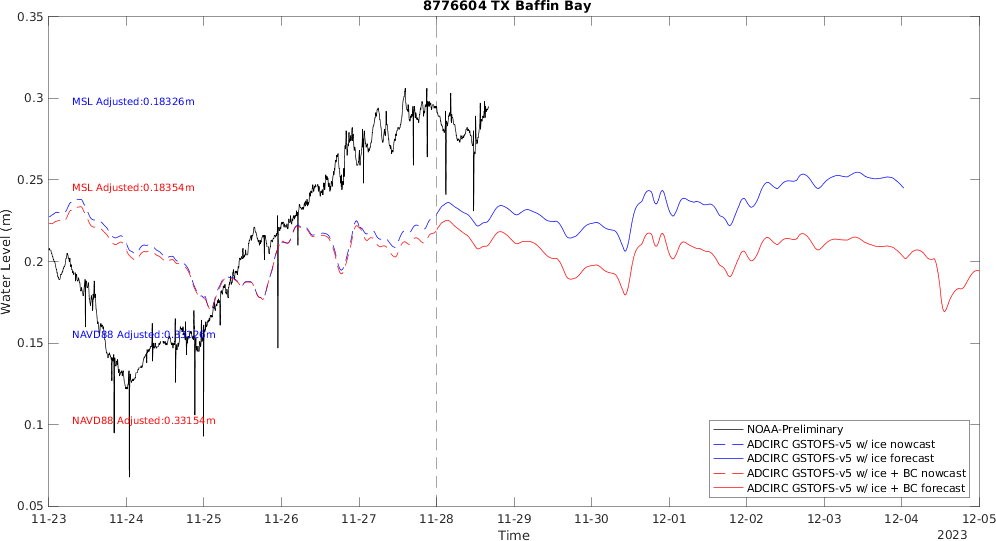 8776604 TX Baffin Bay
0.35
0.3
0.25
0.2
0.15
0.1
0.05
Water Level (m)
MSL Adjusted:0.18326m
MSL Adjusted:0.18354m
NAVD88 Adjusted:0.33126m
NAVD88 Adjusted:0.33154m
NOAA-Preliminary
ADCIRC GSTOFS-v5 w/ ice nowcast
ADCIRC GSTOFS-v5 w/ ice forecast
ADCIRC GSTOFS-v5 w/ ice + BC nowcast
ADCIRC GSTOFS-v5 w/ ice + BC forecast
11-23 11-24 11-25 11-26 11-27 11-28 11-29 11-30 12-01 12-02 12-03 12-04 12-05
Time
2023